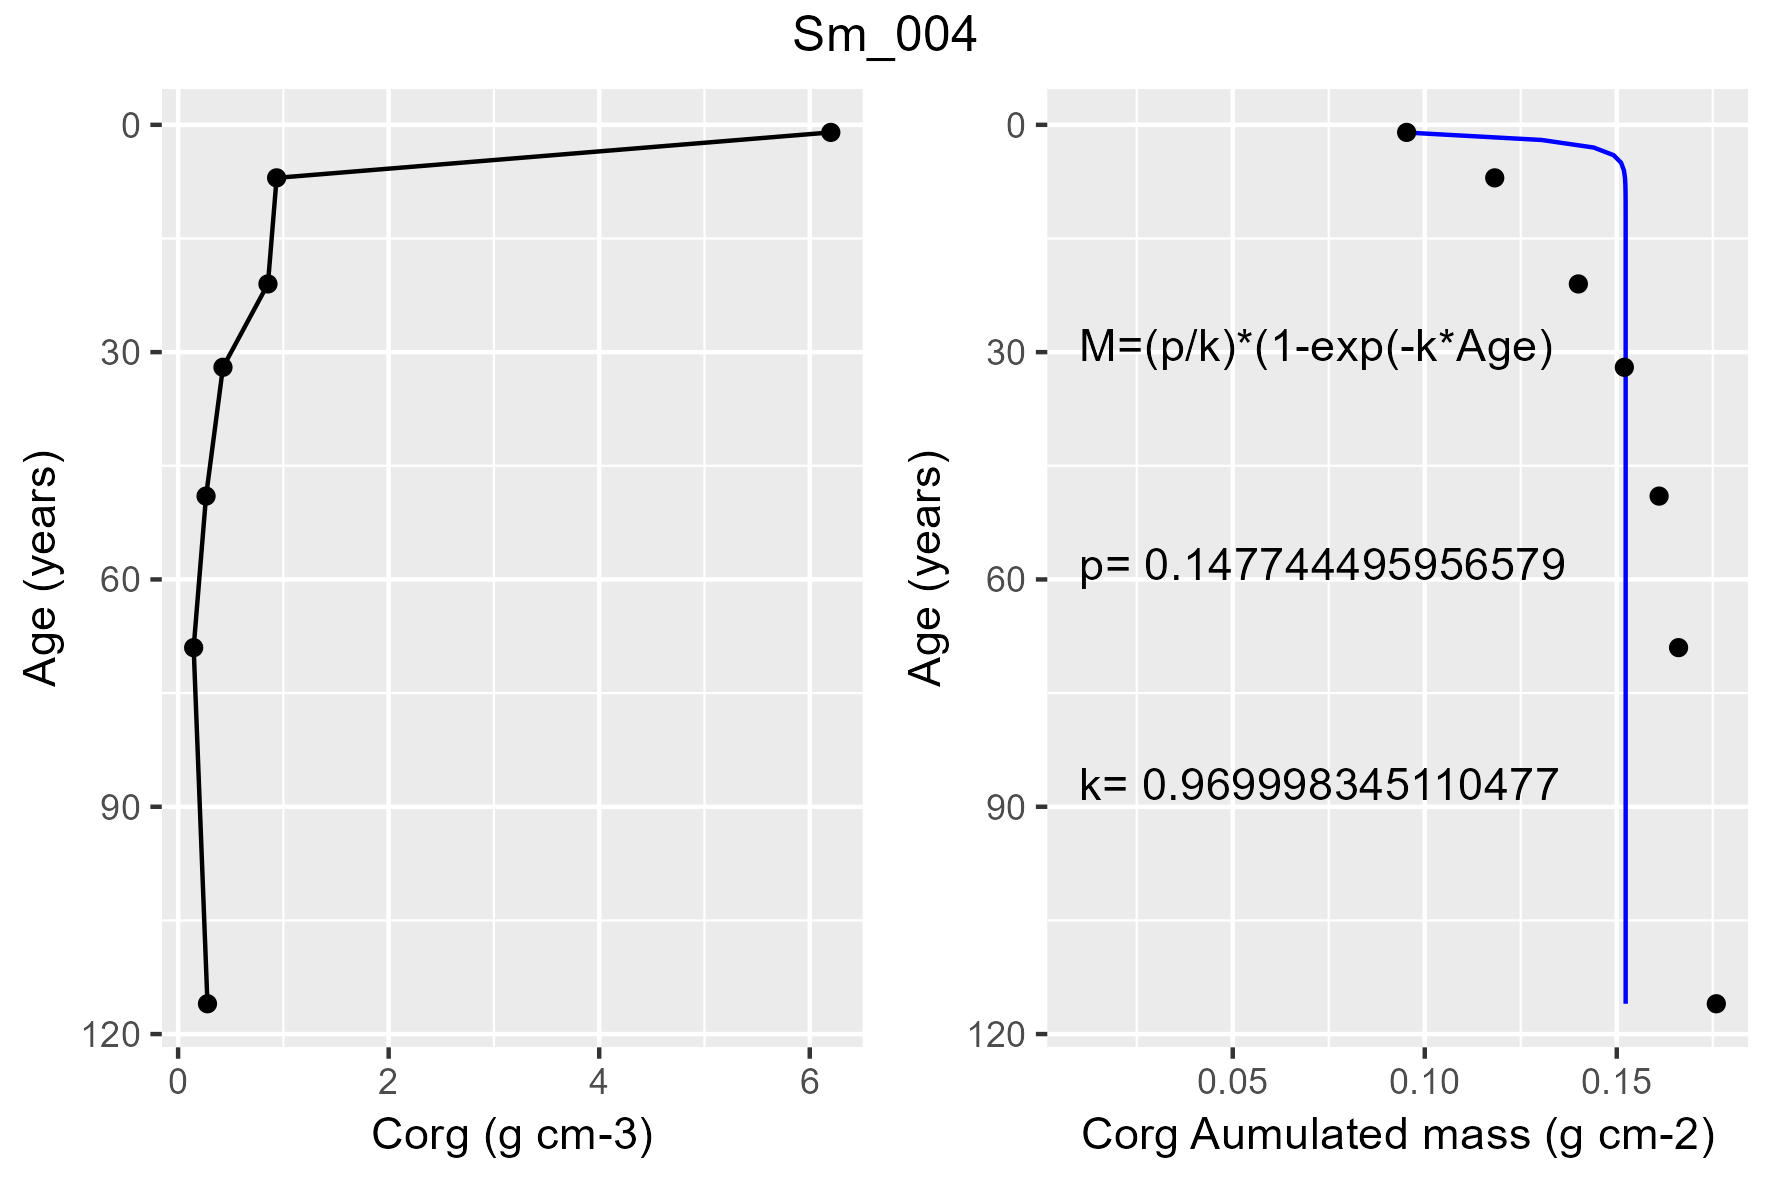 Sm_004
0
30
60
90
120
Age (years)
0
2
4
6
Corg (g cm-3)
0
30
60
90
120
Age (years)
M=(p/k)*(1-exp(-k*Age)
p= 0.147744495956579
k= 0.969998345110477
0.05
0.10
0.15
Corg Aumulated mass (g cm-2)